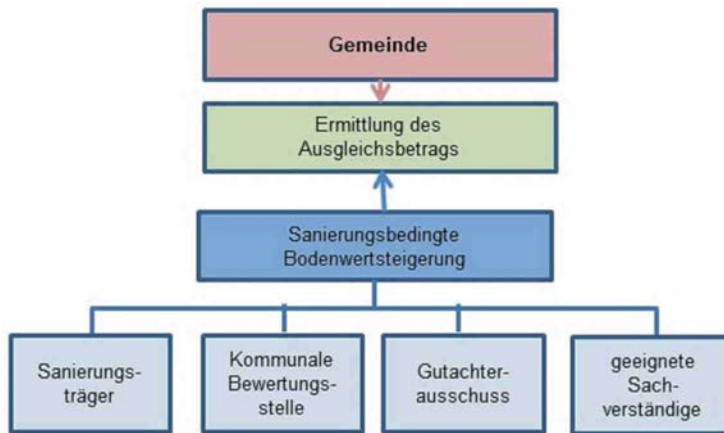 Gemeinde
Ermittlung des
Ausgleichsbetrags
Sanierungsbedingte
Bodenwertsteigerung
Sanierungs-
träger
Kommunale
Bewertungs-
stelle
Gutachter-
ausschuss
geeignete
Sach-
verständige